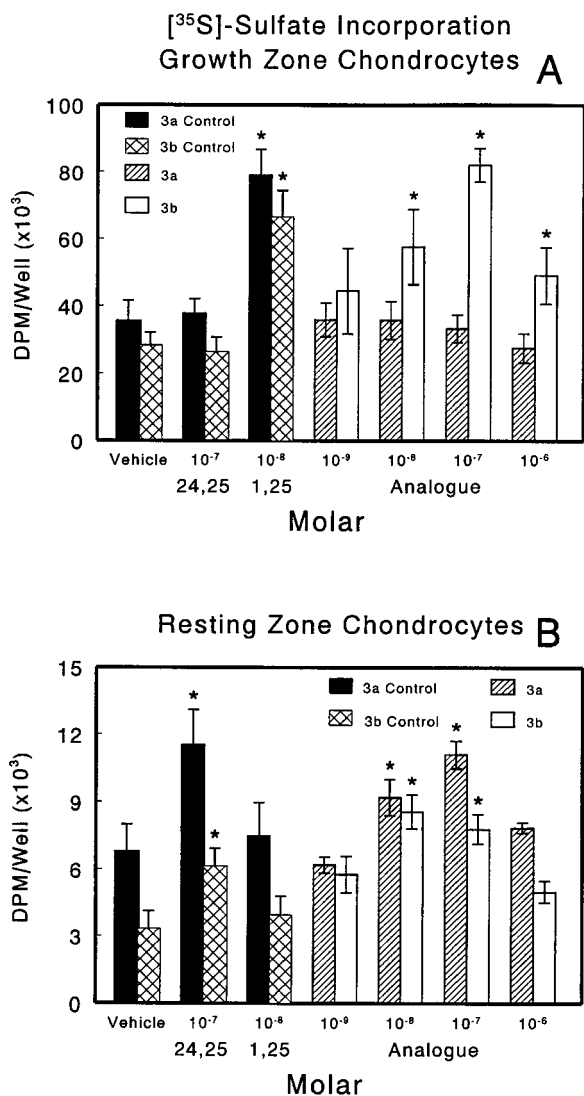 [³⁵S]-Sulfate Incorporation
Growth Zone Chondrocytes A
100
80
60
40
20
0
DPM/Well (x10³)
3a Control
3b Control
3a
3b
* * * * *
Vehicle 10⁻⁷ 10⁻⁸ 10⁻⁹ 10⁻⁸ 10⁻⁷ 10⁻⁶
24,25 1,25 Analogue
Molar
Resting Zone Chondrocytes B
15
12
9
6
3
0
DPM/Well (x10³)
3a Control 3a
3b Control 3b
* * * * * *
Vehicle 10⁻⁷ 10⁻⁸ 10⁻⁹ 10⁻⁸ 10⁻⁷ 10⁻⁶
24,25 1,25 Analogue
Molar